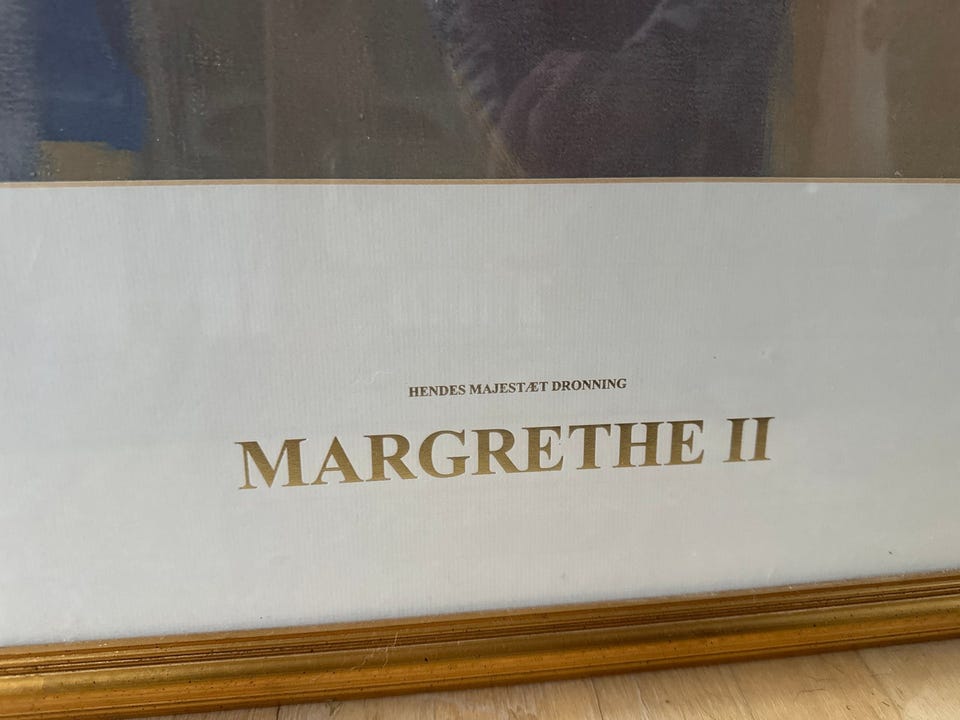 HENDES MAJESTÆT DRONNING
MARGRETHE II